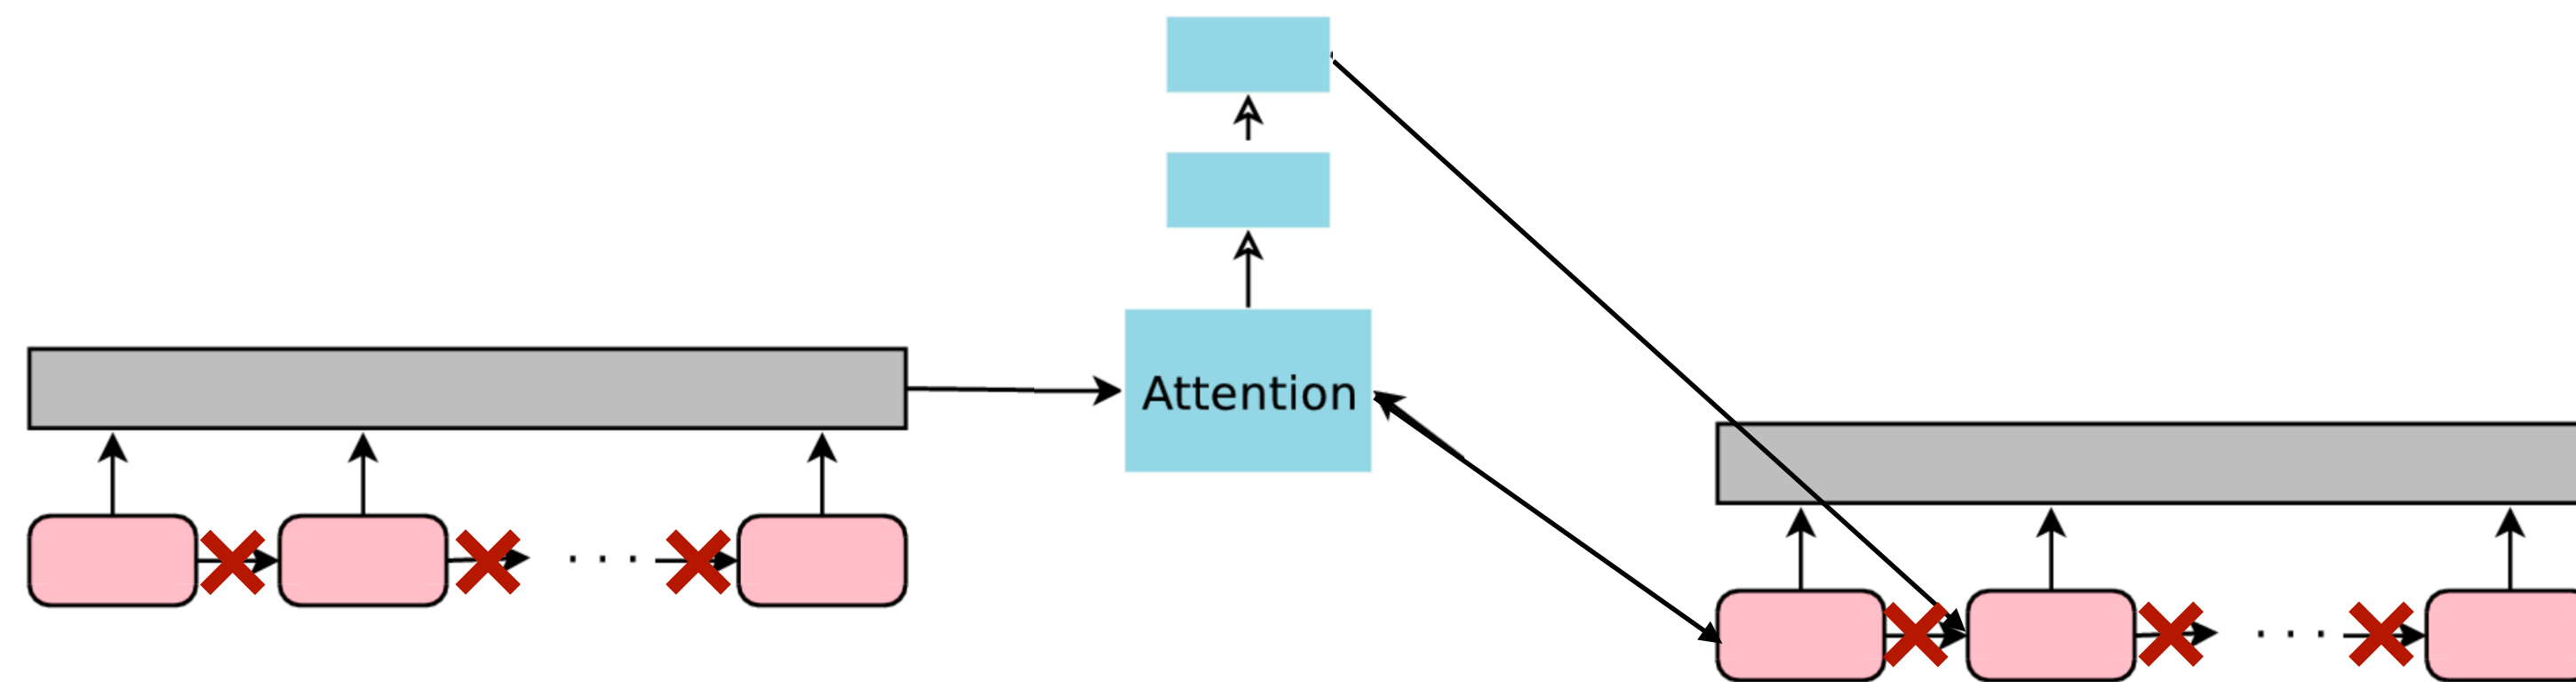 Attention
. . .
. . .